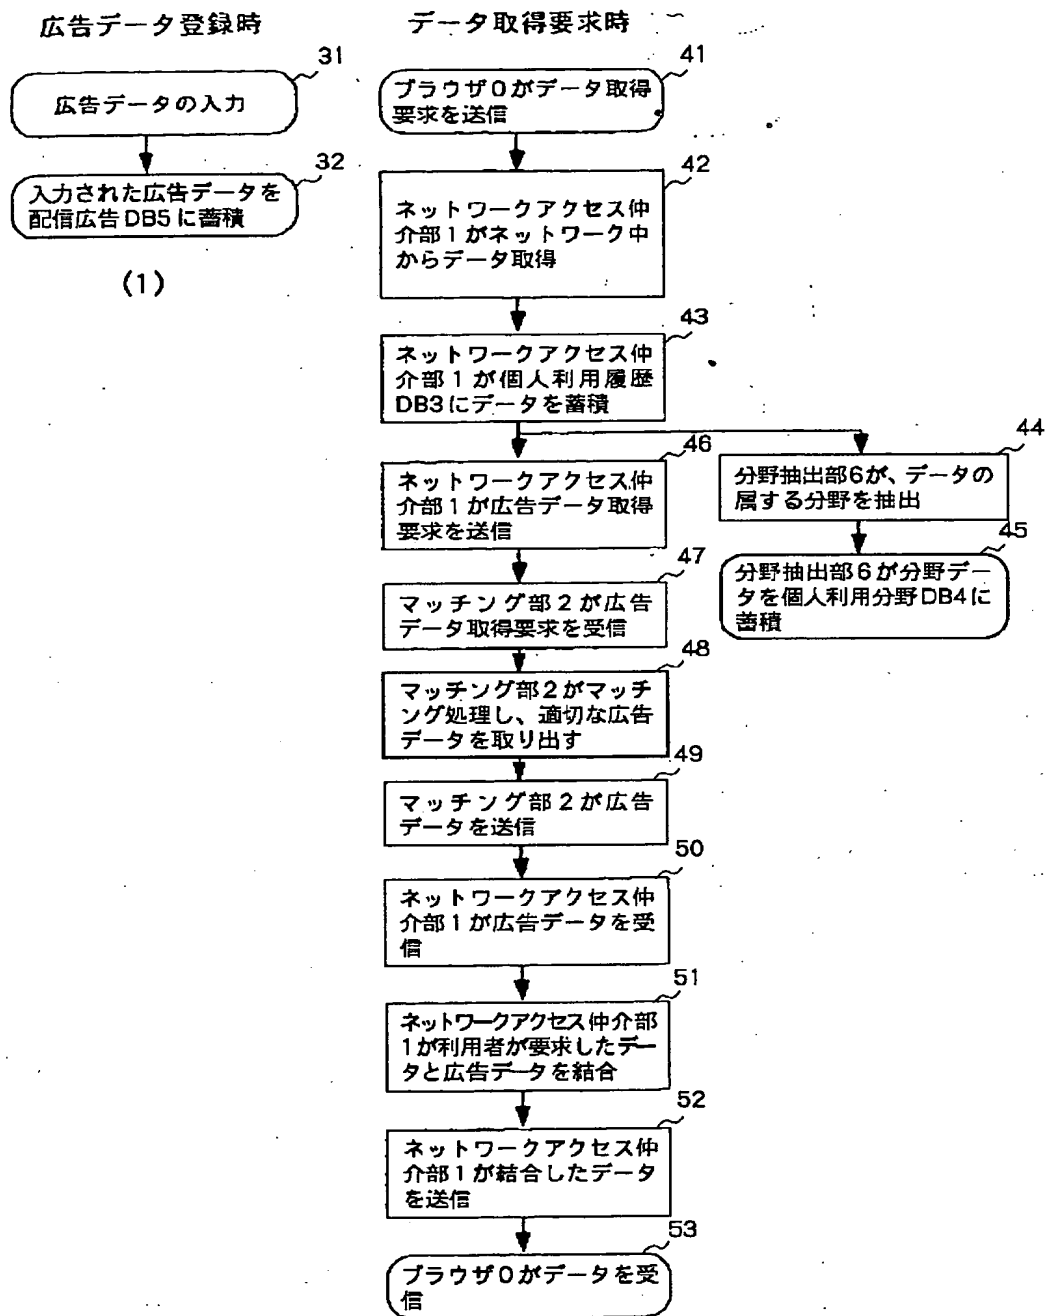 広告データ登録時
31
広告データの入力
32
入力された広告データを
配信広告DB5に蓄積
(1)
データ取得要求時
41
ブラウザ0がデータ取得
要求を送信
42
ネットワークアクセス仲
介部1がネットワーク中
からデータ取得
43
ネットワークアクセス仲
介部1が個人利用履歴
DB3にデータを蓄積
44
分野抽出部6が、データの
属する分野を抽出
45
分野抽出部6が分野デー
タを個人利用分野DB4に
蓄積
46
ネットワークアクセス仲
介部1が広告データ取得
要求を送信
47
マッチング部2が広告
データ取得要求を受信
48
マッチング部2がマッチ
ング処理し、適切な広告
データを取り出す
49
マッチング部2が広告
データを送信
50
ネットワークアクセス仲
介部1が広告データを受
信
51
ネットワークアクセス仲介部
1が利用者が要求したデー
タと広告データを結合
52
ネットワークアクセス仲
介部1が結合したデータ
を送信
53
ブラウザ0がデータを受
信